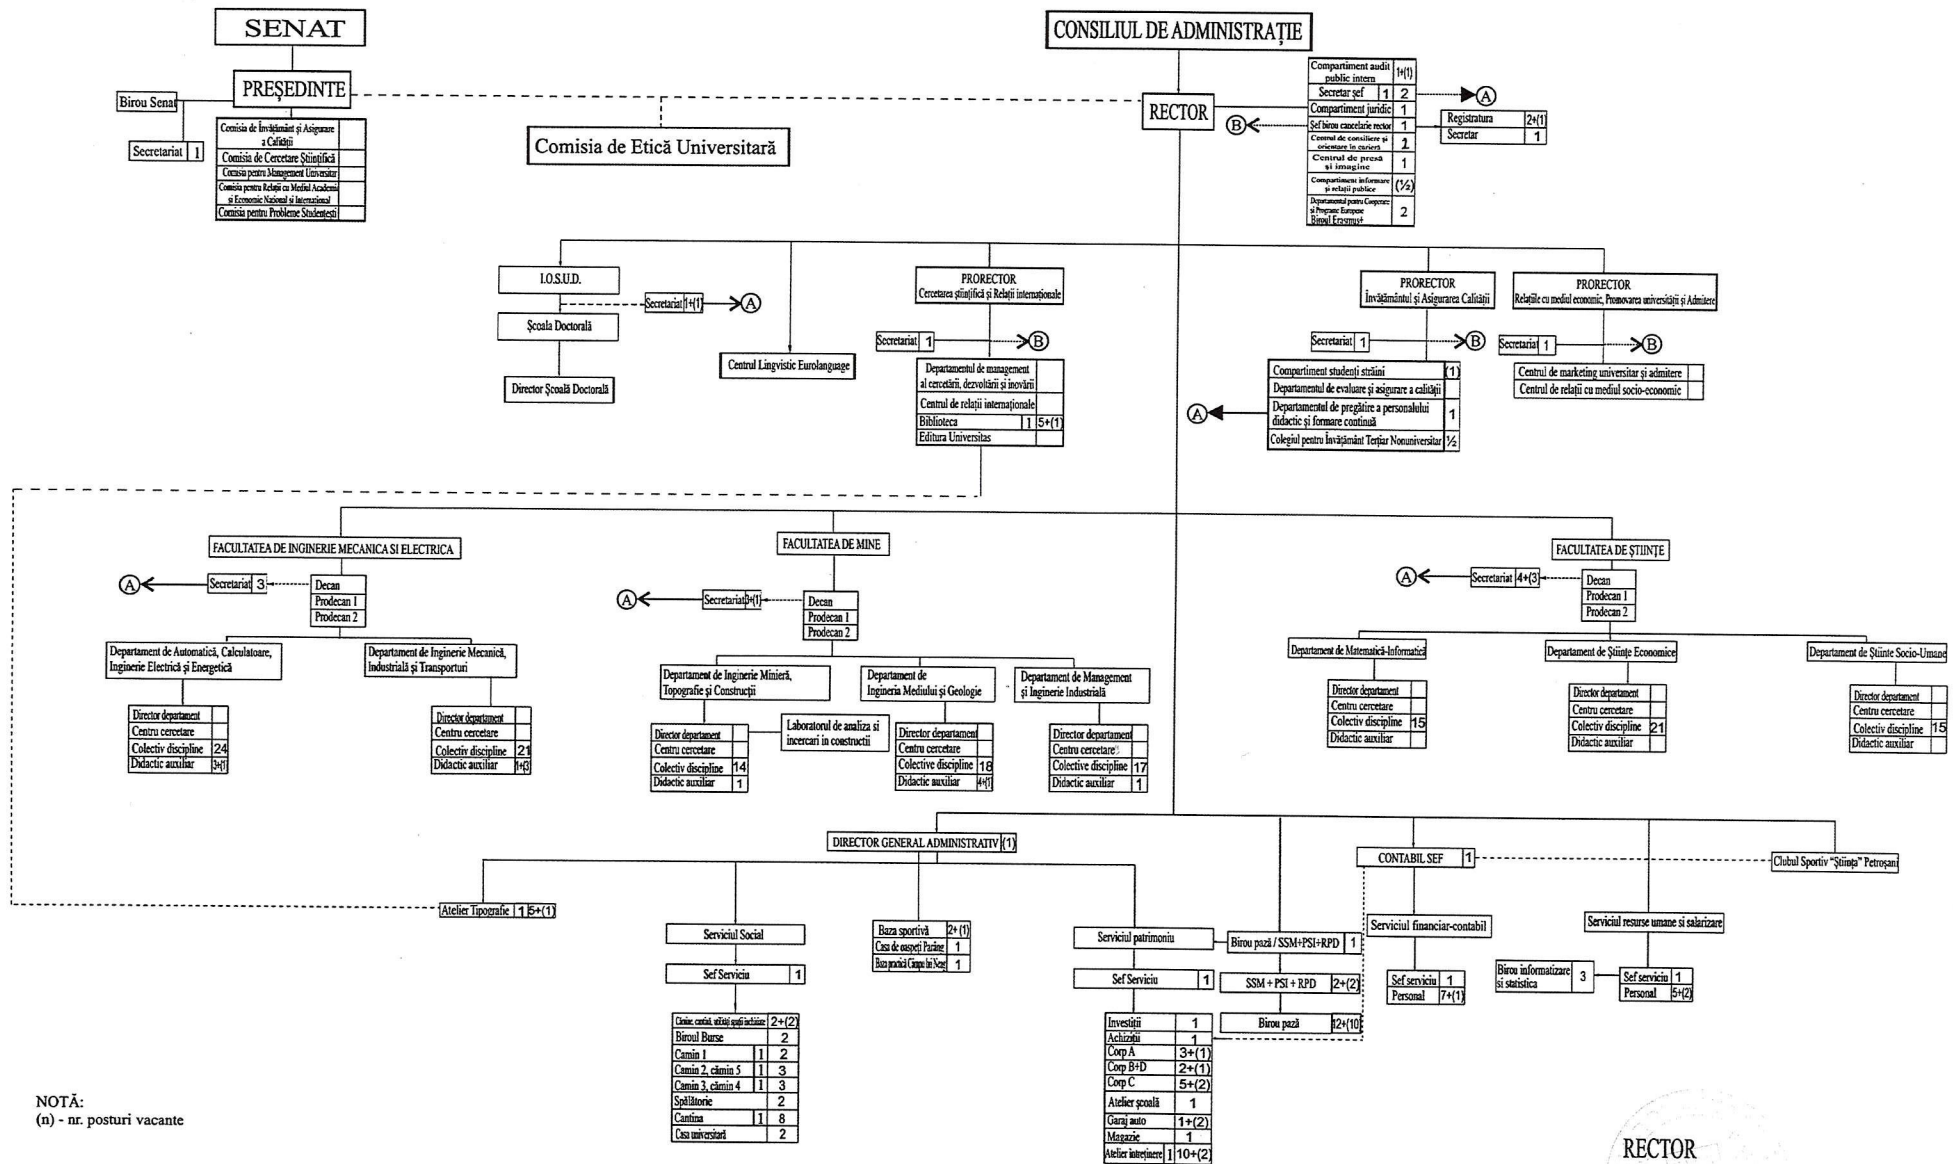 SENAT
PREȘEDINTE
Birou Senat
Secretariat 1
Comisia de Învățământ și Asigurare
a Calității
Comisia de Cercetare Științifică
Comisia pentru Management Universitar
Comisia pentru Relații cu Mediul Academic
și Economic Național si Internațional
Comisia pentru Probleme Studențești
Comisia de Etică Universitară
CONSILIUL DE ADMINISTRAȚIE
RECTOR
Compartiment audit
public intern 1+(1)
Secretar șef 1 2
A
Compartiment juridic 1
B
Șef birou cancelarie rector 1
Registratura 2+(1)
Secretar 1
Centrul de consiliere și
orientare în carieră 1
Centrul de presă
și imagine 1
Compartiment informare
și relații publice (½)
Departamentul pentru Cooperare
și Programe Europene
Biroul Erasmus+ 2
I.O.S.U.D.
Secretariat 1+(1)
A
Școala Doctorală
Director Școală Doctorală
Centrul Lingvistic Eurolanguage
PRORECTOR
Cercetarea științifică și Relații internaționale
Secretariat 1
B
Departamentul de management
al cercetării, dezvoltării și inovării
Centrul de relații internaționale
Biblioteca 1 5+(1)
Editura Universitas
PRORECTOR
Învățământul și Asigurarea Calității
Secretariat 1
B
Compartiment studenți străini (1)
Departamentul de evaluare și asigurare a calității
A
Departamentul de pregătire a personalului
didactic și formare continuă 1
Colegiul pentru Învățământ Terțiar Nonuniversitar ½
PRORECTOR
Relațiile cu mediul economic, Promovarea universității și Admitere
Secretariat 1
B
Centrul de marketing universitar și admitere
Centrul de relații cu mediul socio-economic
FACULTATEA DE INGINERIE MECANICA SI ELECTRICA
A
Secretariat 3
Decan
Prodecan 1
Prodecan 2
Departament de Automatică, Calculatoare,
Inginerie Electrică și Energetică
Director departament
Centru cercetare
Colectiv discipline 24
Didactic auxiliar 3+(1)
Departament de Inginerie Mecanică,
Industrială și Transporturi
Director departament
Centru cercetare
Colectiv discipline 21
Didactic auxiliar 1+(3)
FACULTATEA DE MINE
A
Secretariat 3+(1)
Decan
Prodecan 1
Prodecan 2
Departament de Inginerie Minieră,
Topografie și Construcții
Director departament
Centru cercetare
Colectiv discipline 14
Didactic auxiliar 1
Laboratorul de analiza si
incercari in constructii
Departament de
Ingineria Mediului și Geologie
Director departament
Centru cercetare
Colective discipline 18
Didactic auxiliar 4+(1)
Departament de Management
și Inginerie Industrială
Director departament
Centru cercetare
Colective discipline 17
Didactic auxiliar 1
FACULTATEA DE ȘTIINȚE
A
Secretariat 4+(3)
Decan
Prodecan 1
Prodecan 2
Departament de Matematică-Informatică
Director departament
Centru cercetare
Colectiv discipline 15
Didactic auxiliar
Departament de Științe Economice
Director departament
Centru cercetare
Colectiv discipline 21
Didactic auxiliar
Departament de Științe Socio-Umane
Director departament
Centru cercetare
Colectiv discipline 15
Didactic auxiliar
DIRECTOR GENERAL ADMINISTRATIV (1)
CONTABIL SEF 1
Clubul Sportiv "Știința" Petroșani
Atelier Tipografie 1 5+(1)
Serviciul Social
Sef Serviciu 1
Cămine, cantină, utilități spații închiriate 2+(2)
Biroul Burse 2
Camin 1 1 2
Camin 2, cămin 5 1 3
Camin 3, cămin 4 1 3
Spălătorie 2
Cantina 1 8
Casa universitară 2
Baza sportivă 2+(1)
Casa de oaspeți Parâng 1
Baza practică Câmpu lui Neag 1
Serviciul patrimoniu
Sef Serviciu 1
Investiții 1
Achiziții 1
Corp A 3+(1)
Corp B+D 2+(1)
Corp C 5+(2)
Atelier școală 1
Garaj auto 1+(2)
Magazie 1
Atelier întreținere 1 10+(2)
Birou pază / SSM+PSI+RPD 1
SSM + PSI + RPD 2+(2)
Birou pază 12+(10)
Serviciul financiar-contabil
Sef serviciu 1
Personal 7+(1)
Serviciul resurse umane si salarizare
Birou informatizare
si statistica 3
Sef serviciu 1
Personal 5+(2)
NOTĂ:
(n) - nr. posturi vacante
RECTOR